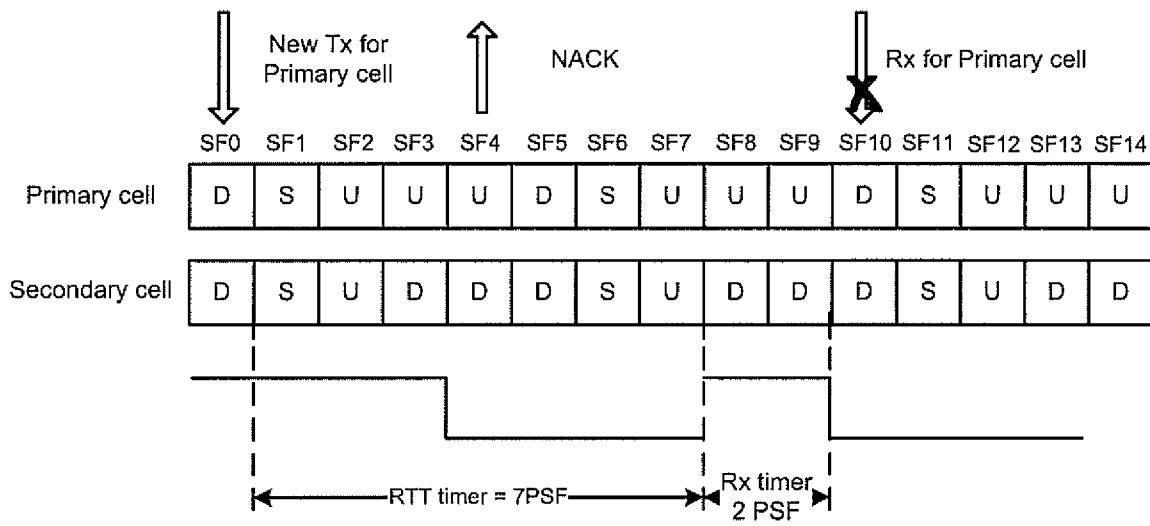 New Tx for
Primary cell
NACK
Rx for Primary cell
SF0 SF1 SF2 SF3 SF4 SF5 SF6 SF7 SF8 SF9 SF10 SF11 SF12 SF13 SF14
Primary cell D S U U U D S U U U D S U U U
Secondary cell D S U D D D S U D D D S U D D
RTT timer = 7PSF
Rx timer
2 PSF